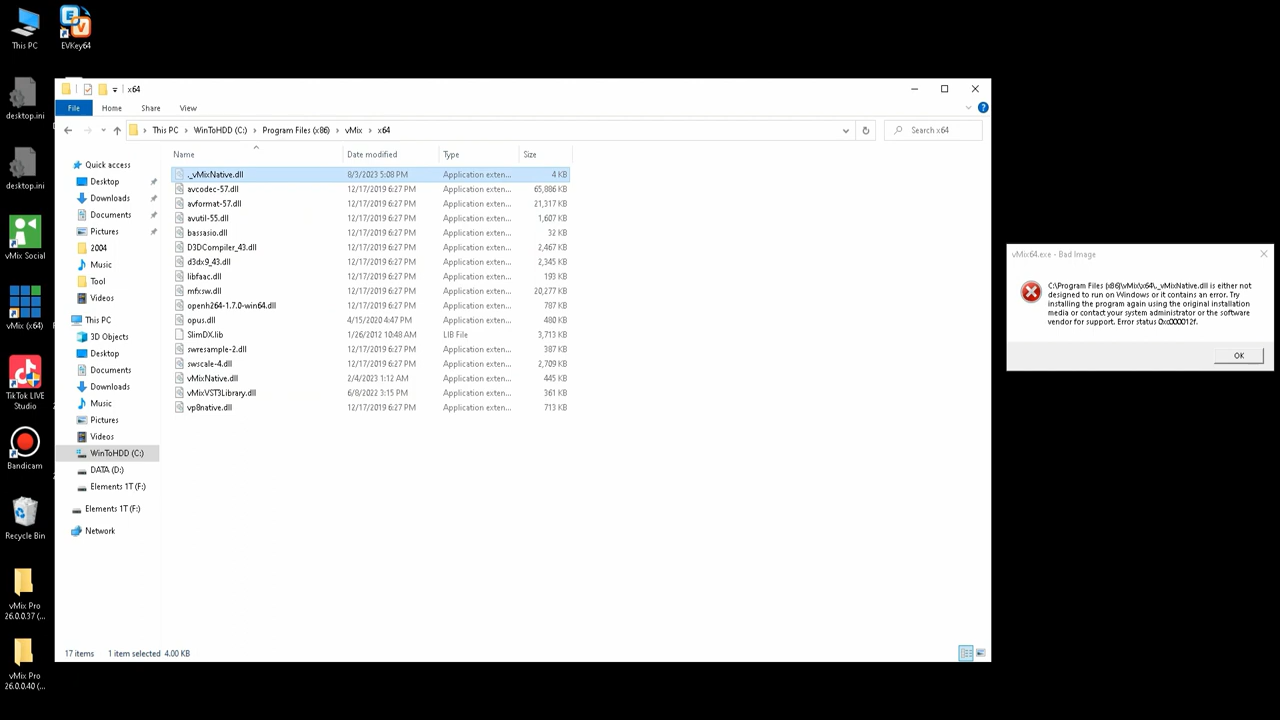 This PC
EVKey64
desktop.ini
desktop.ini
vMix Social
vMix (x64)
TikTok LIVE
Studio
Bandicam
Recycle Bin
vMix Pro
26.0.0.37 (...
vMix Pro
26.0.0.40 (...
x64
File Home Share View
This PC WinToHDD (C:) Program Files (x86) vMix x64
Search x64
Quick access
Desktop
Downloads
Documents
Pictures
2004
Music
Tool
Videos
This PC
3D Objects
Desktop
Documents
Downloads
Music
Pictures
Videos
WinToHDD (C:)
DATA (D:)
Elements 1T (F:)
Elements 1T (F:)
Network
Name Date modified Type Size
._vMixNative.dll 8/3/2023 5:08 PM Application exten... 4 KB
avcodec-57.dll 12/17/2019 6:27 PM Application exten... 65,886 KB
avformat-57.dll 12/17/2019 6:27 PM Application exten... 21,317 KB
avutil-55.dll 12/17/2019 6:27 PM Application exten... 1,607 KB
bassasio.dll 12/17/2019 6:27 PM Application exten... 32 KB
D3DCompiler_43.dll 12/17/2019 6:27 PM Application exten... 2,467 KB
d3dx9_43.dll 12/17/2019 6:27 PM Application exten... 2,345 KB
libfaac.dll 12/17/2019 6:27 PM Application exten... 193 KB
mfxsw.dll 12/17/2019 6:27 PM Application exten... 20,277 KB
openh264-1.7.0-win64.dll 12/17/2019 6:27 PM Application exten... 787 KB
opus.dll 4/15/2020 4:47 PM Application exten... 480 KB
SlimDX.lib 1/26/2012 10:48 AM LIB File 3,713 KB
swresample-2.dll 12/17/2019 6:27 PM Application exten... 387 KB
swscale-4.dll 12/17/2019 6:27 PM Application exten... 2,709 KB
vMixNative.dll 2/4/2023 1:12 AM Application exten... 445 KB
vMixVST3Library.dll 6/8/2022 3:15 PM Application exten... 361 KB
vp8native.dll 12/17/2019 6:27 PM Application exten... 713 KB
17 items 1 item selected 4.00 KB
vMix64.exe - Bad Image
C:\Program Files (x86)\vMix\x64\._vMixNative.dll is either not
designed to run on Windows or it contains an error. Try
installing the program again using the original installation
media or contact your system administrator or the software
vendor for support. Error status 0xc000012f.
OK